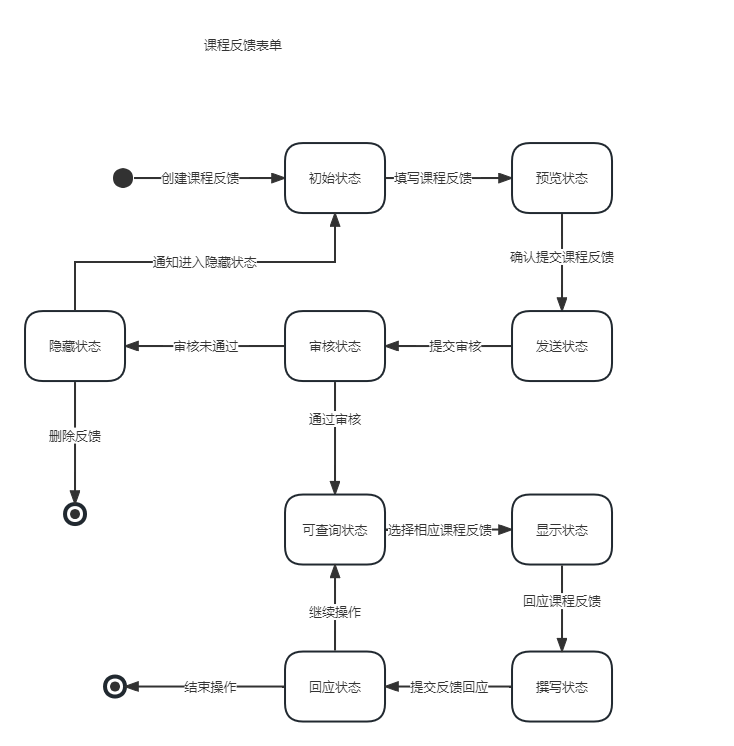 课程反馈表单
创建课程反馈
初始状态
填写课程反馈
预览状态
通知进入隐藏状态
确认提交课程反馈
隐藏状态
审核未通过
审核状态
提交审核
发送状态
通过审核
删除反馈
可查询状态
选择相应课程反馈
显示状态
继续操作
回应课程反馈
结束操作
回应状态
提交反馈回应
撰写状态